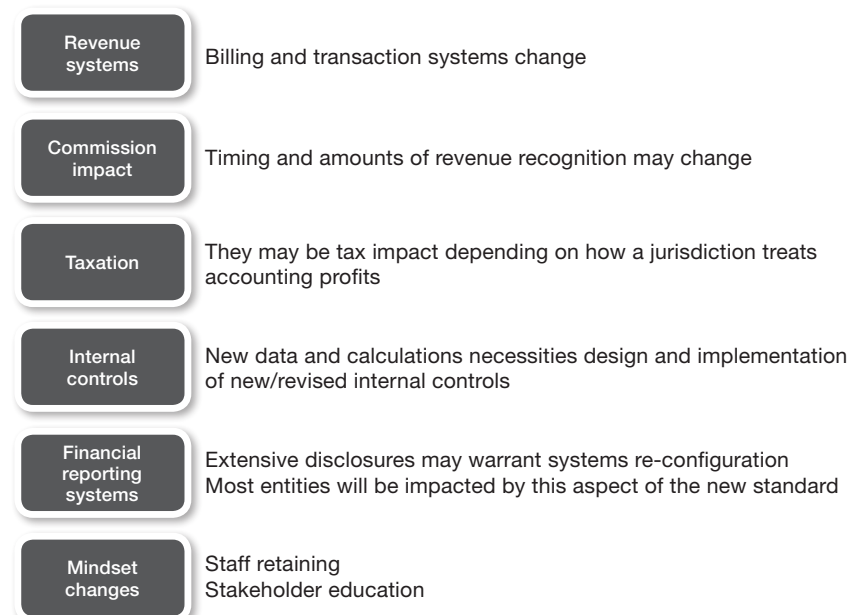 Revenue
systems
Billing and transaction systems change
Commission
impact
Timing and amounts of revenue recognition may change
Taxation
They may be tax impact depending on how a jurisdiction treats
accounting profits
Internal
controls
New data and calculations necessities design and implementation
of new/revised internal controls
Financial
reporting
systems
Extensive disclosures may warrant systems re-configuration
Most entities will be impacted by this aspect of the new standard
Mindset
changes
Staff retaining
Stakeholder education